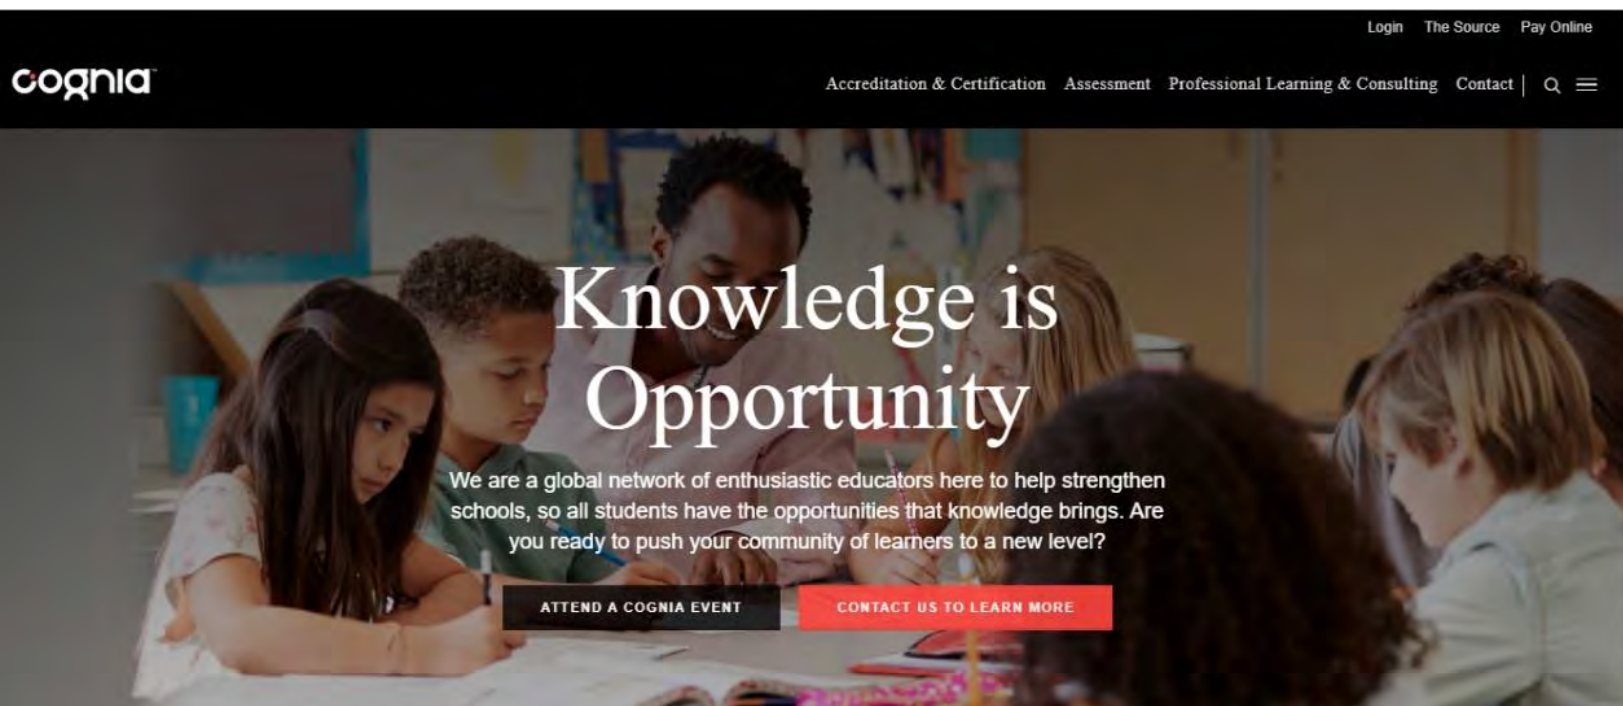 Login The Source Pay Online
cognia
Accreditation & Certification Assessment Professional Learning & Consulting Contact
Knowledge is
Opportunity
We are a global network of enthusiastic educators here to help strengthen
schools, so all students have the opportunities that knowledge brings. Are
you ready to push your community of learners to a new level?
ATTEND A COGNIA EVENT CONTACT US TO LEARN MORE